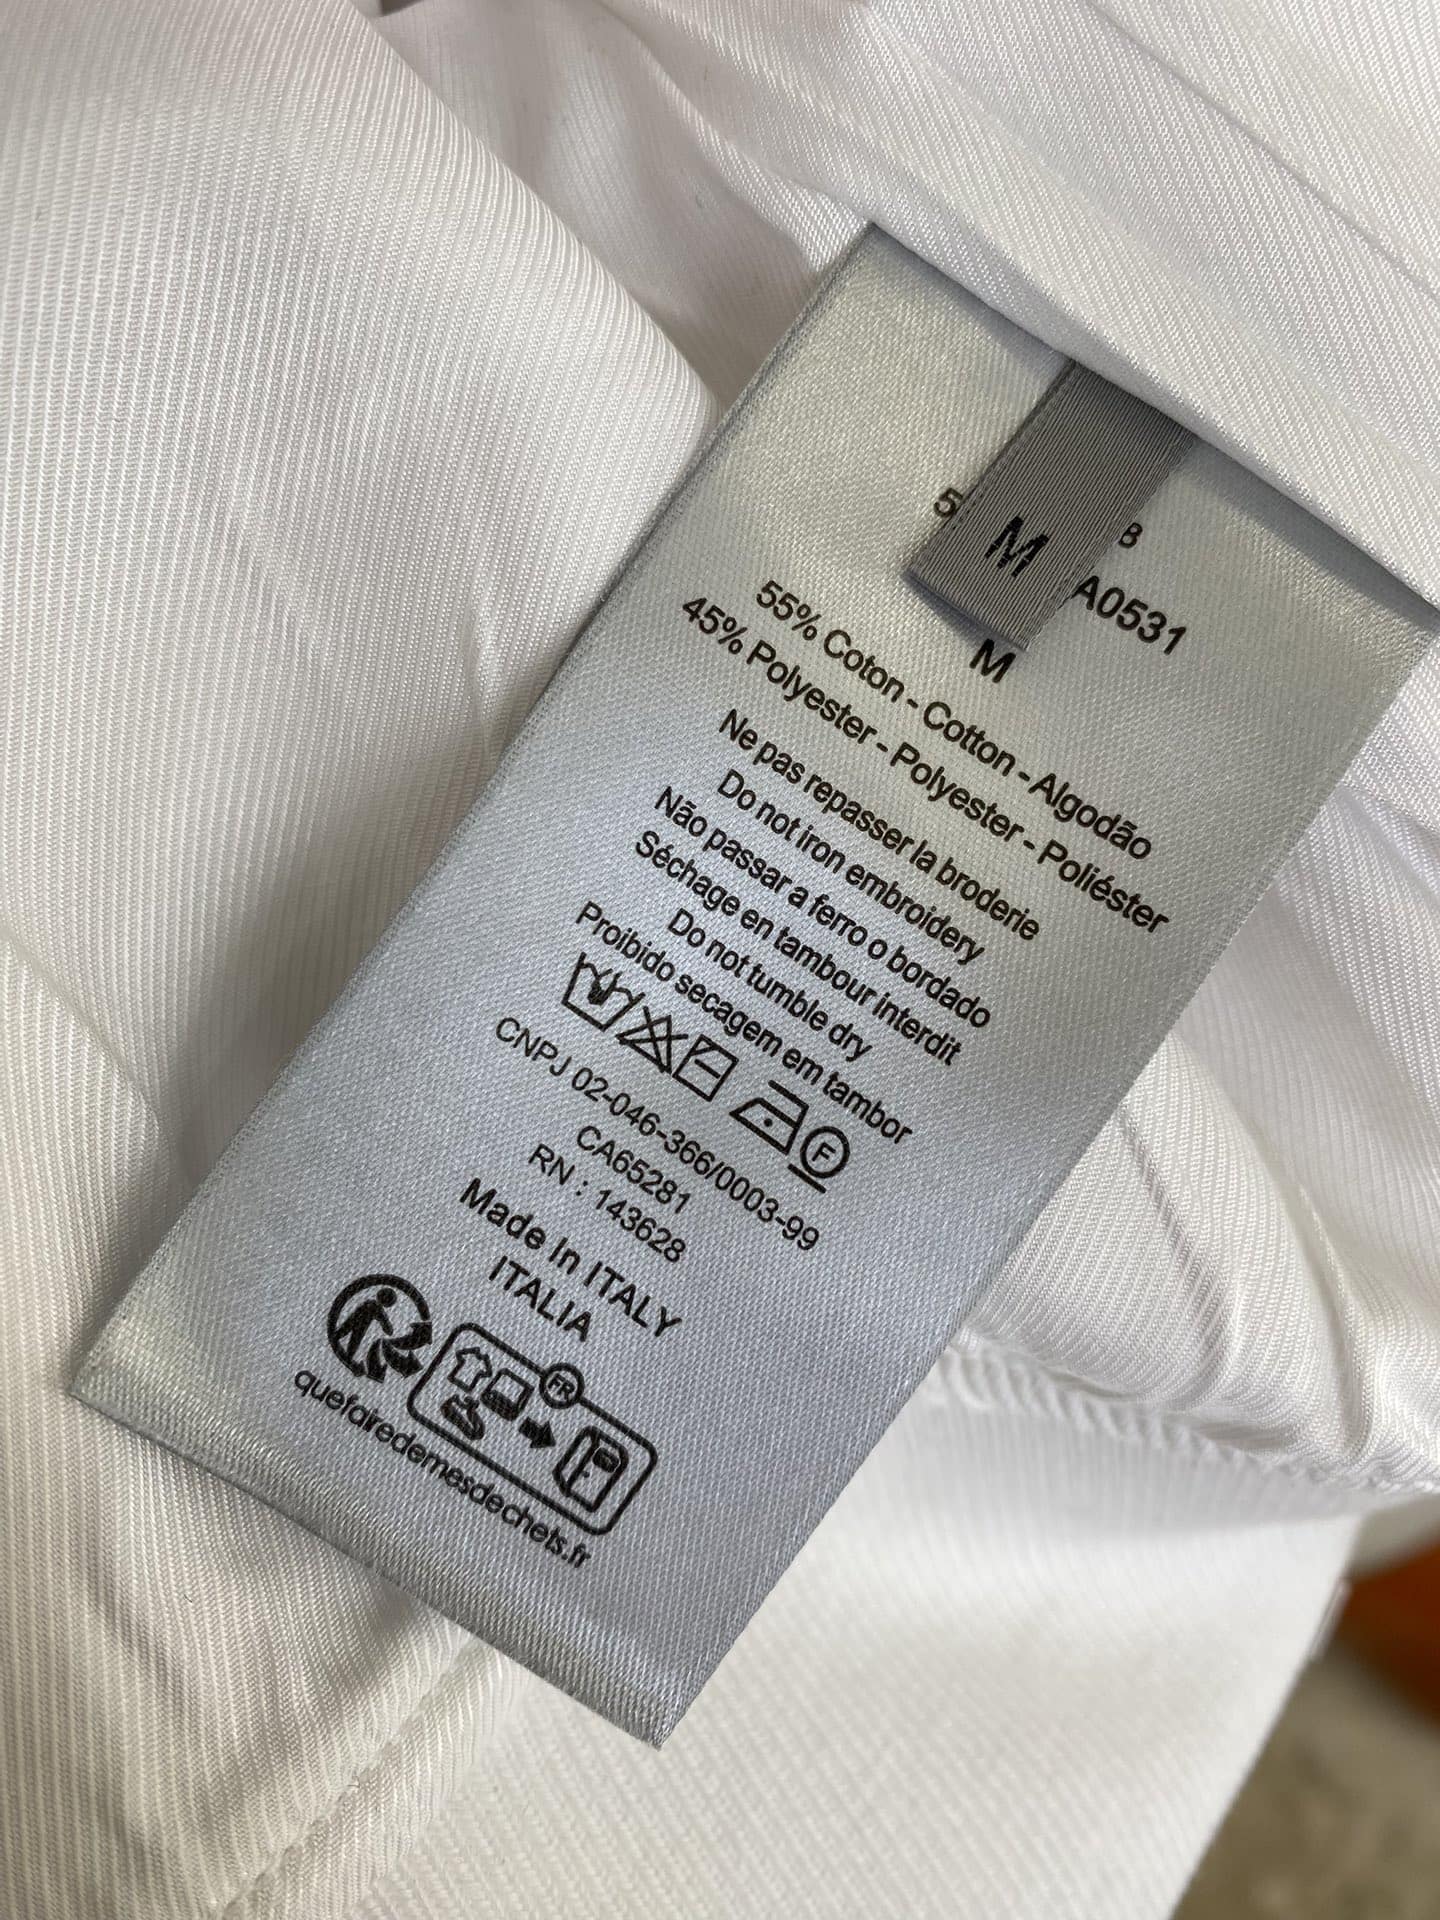 M
A0531
M
55% Coton - Cotton - Algodão
45% Polyester - Polyester - Poliéster
Ne pas repasser la broderie
Do not iron embroidery
Não passar a ferro o bordado
Séchage en tambour interdit
Do not tumble dry
Proibido secagem em tambor
F
CNPJ 02-046-366/0003-99
CA65281
RN : 143628
Made In ITALY
ITALIA
FR
quefairedemesdechets.fr